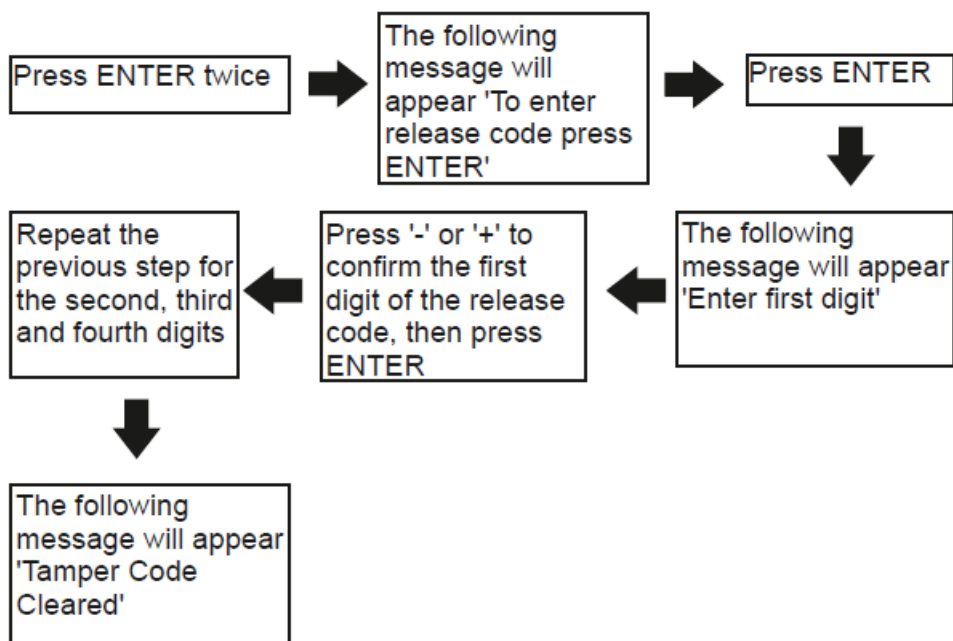 Press ENTER twice
The following
message will
appear 'To enter
release code press
ENTER'
Press ENTER
The following
message will appear
'Enter first digit'
Press '-' or '+' to
confirm the first
digit of the release
code, then press
ENTER
Repeat the
previous step for
the second, third
and fourth digits
The following
message will appear
'Tamper Code
Cleared'